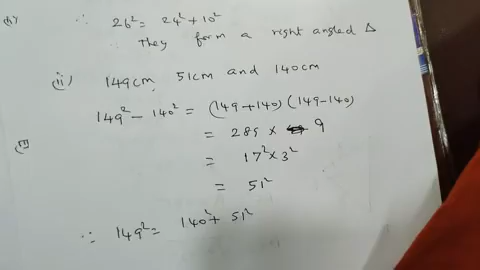 ∴ 26² = 24² + 10²
∴ They form a right angled Δ
(ii) 149cm, 51cm and 140cm
149² - 140² = (149+140) (149-140)
= 289 × 9
= 17² × 3²
= 51²
∴ 149² = 140² + 51²